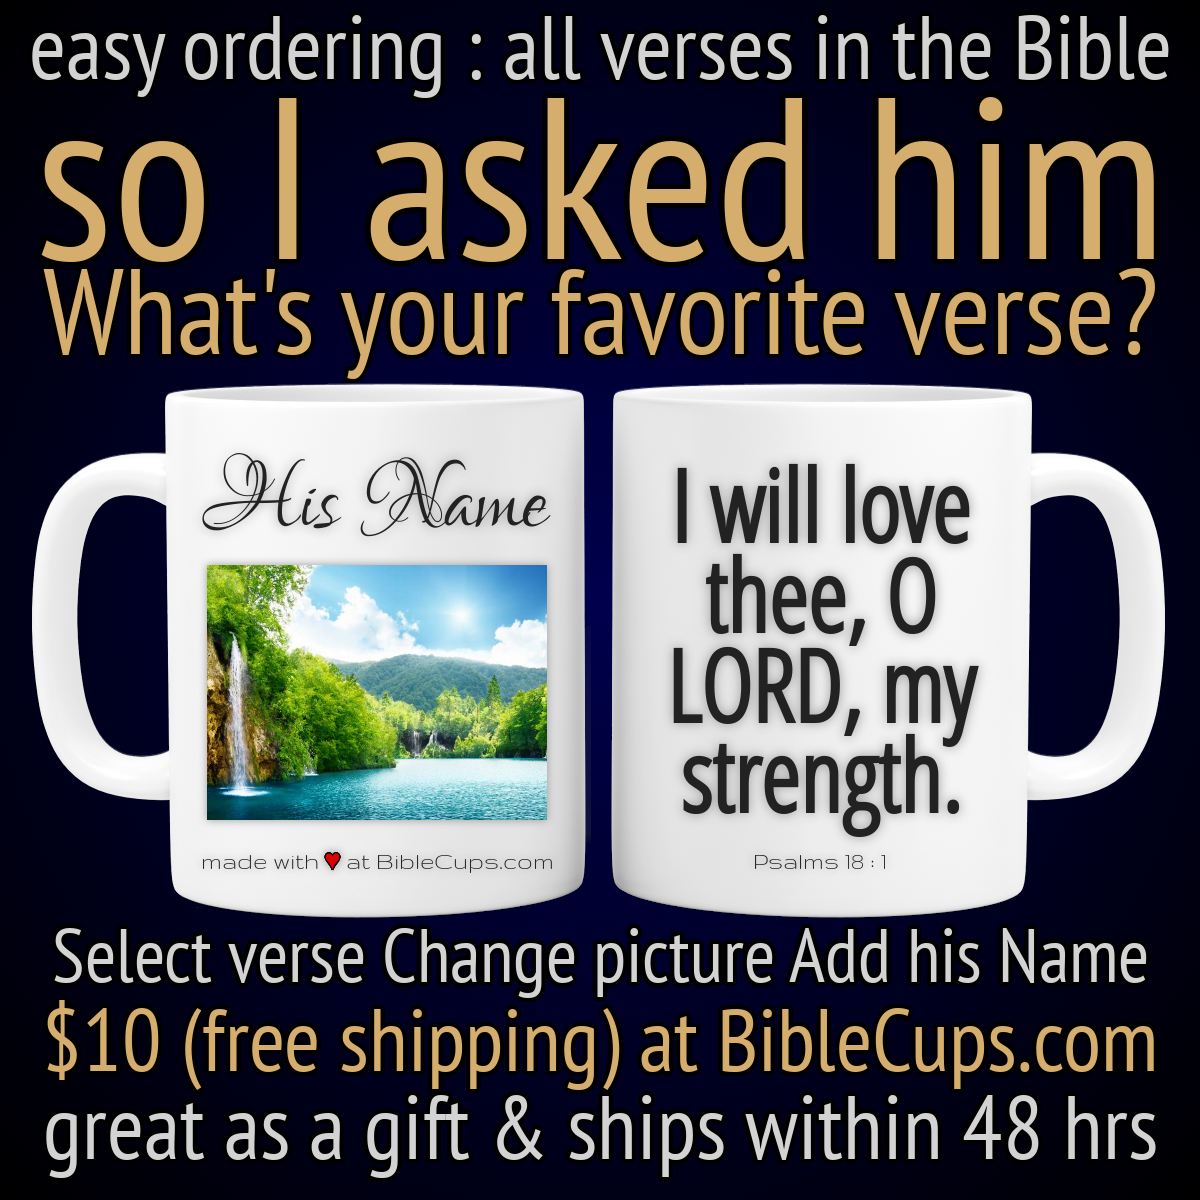 easy ordering : all verses in the Bible
so I asked him
What's your favorite verse?
His Name
made with ♥ at BibleCups.com
I will love
thee, O
LORD, my
strength.
Psalms 18 : 1
Select verse Change picture Add his Name
$10 (free shipping) at BibleCups.com
great as a gift & ships within 48 hrs